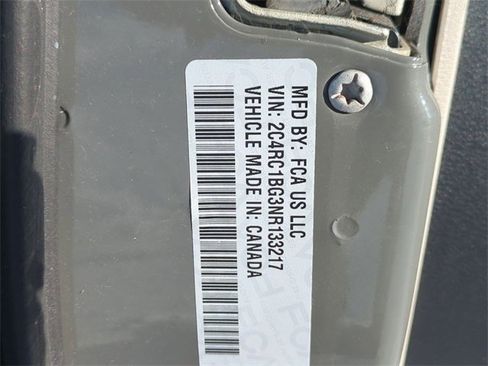 MFD BY: FCA US LLC
VIN: 2C4RC1BG3NR133217
VEHICLE MADE IN: CANADA